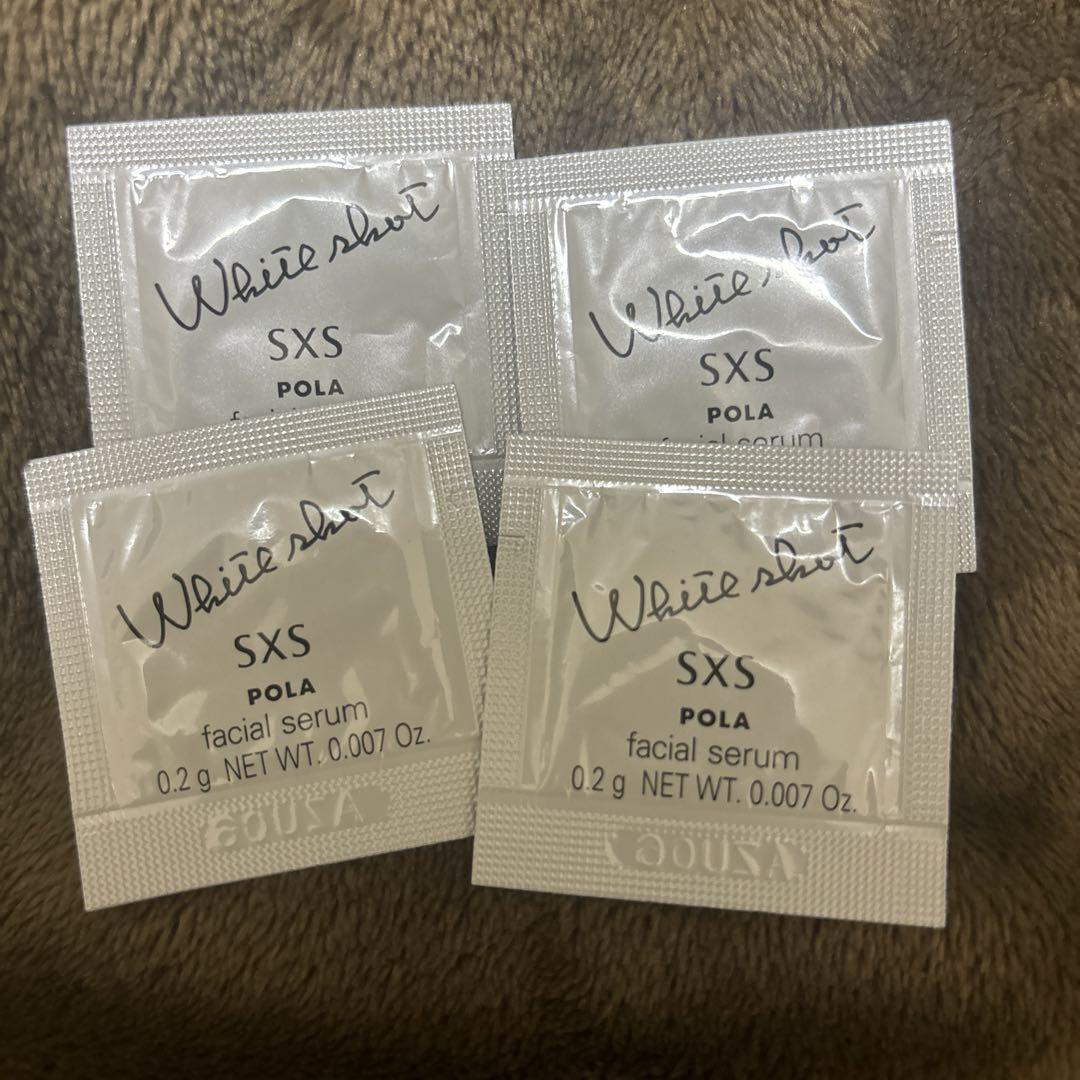 White shot
SXS
POLA
White shot
SXS
POLA
facial serum
White shot
SXS
POLA
facial serum
0.2 g NET WT. 0.007 Oz.
White shot
SXS
POLA
facial serum
0.2 g NET WT. 0.007 Oz.